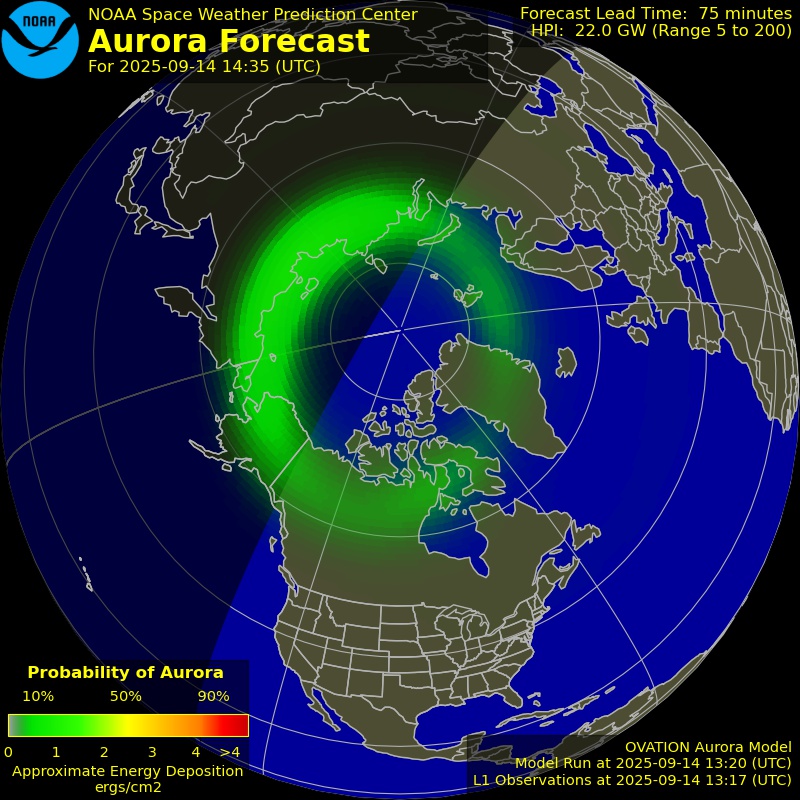 NOAA
NOAA Space Weather Prediction Center
Aurora Forecast
For 2025-09-14 14:35 (UTC)
Forecast Lead Time: 75 minutes
HPI: 22.0 GW (Range 5 to 200)
Probability of Aurora
10% 50% 90%
0 1 2 3 4 >4
Approximate Energy Deposition
ergs/cm2
OVATION Aurora Model
Model Run at 2025-09-14 13:20 (UTC)
L1 Observations at 2025-09-14 13:17 (UTC)